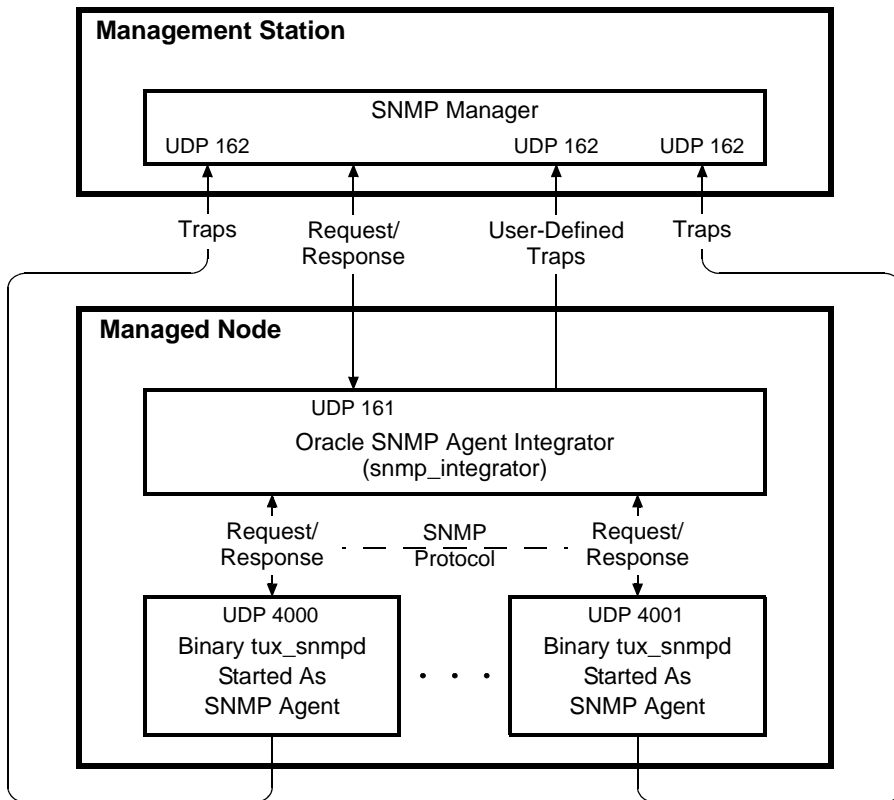 Management Station
SNMP Manager
UDP 162
UDP 162
UDP 162
Traps
Request/
Response
User-Defined
Traps
Traps
Managed Node
UDP 161
Oracle SNMP Agent Integrator
(snmp_integrator)
Request/
Response
SNMP
Protocol
Request/
Response
UDP 4000
Binary tux_snmpd
Started As
SNMP Agent
. . .
UDP 4001
Binary tux_snmpd
Started As
SNMP Agent